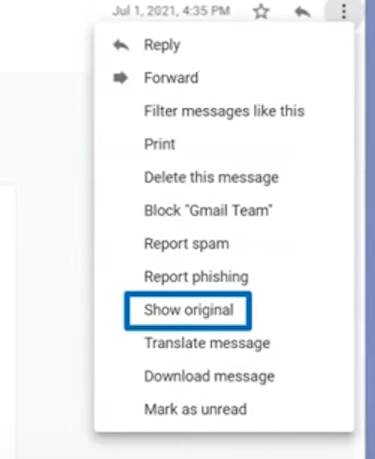 Jul 1, 2021, 4:35 PM
Reply
Forward
Filter messages like this
Print
Delete this message
Block "Gmail Team"
Report spam
Report phishing
Show original
Translate message
Download message
Mark as unread